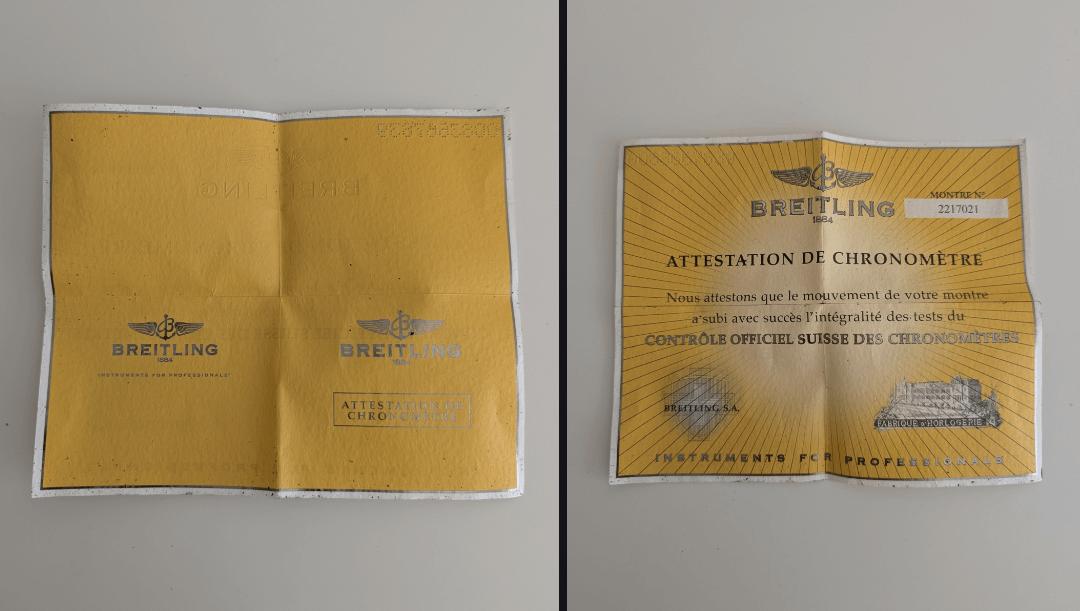 BREITLING
1884
INSTRUMENTS FOR PROFESSIONALS
BREITLING
1884
ATTESTATION DE
CHRONOMÈTRE
BREITLING
1884
MONTRE N°
2217021
ATTESTATION DE CHRONOMÈTRE
Nous attestons que le mouvement de votre montre
a subi avec succès l'intégralité des tests du
CONTRÔLE OFFICIEL SUISSE DES CHRONOMÈTRES
BREITLING S.A.
FABRIQUE D'HORLOGERIE
INSTRUMENTS FOR PROFESSIONALS